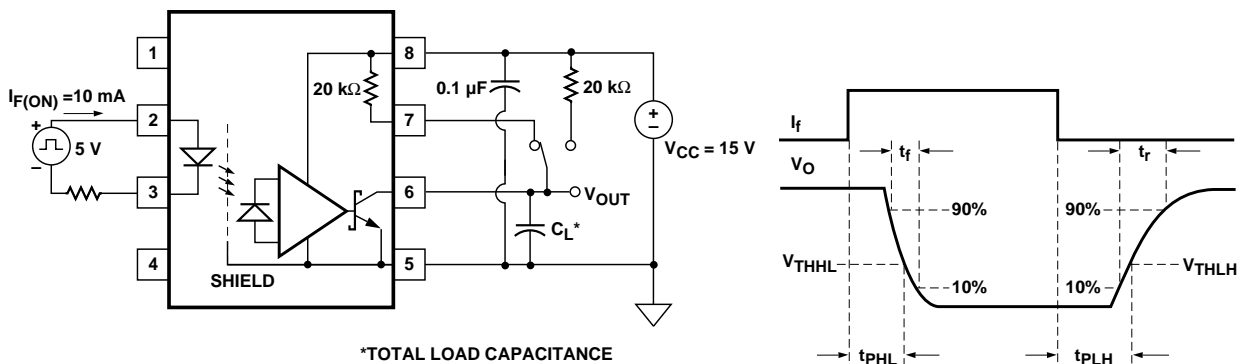 1
8
I_F(ON) =10 mA
20 kΩ
0.1 µF
20 kΩ
2
7
+
5 V
–
+
–
V_CC = 15 V
3
6
V_OUT
C_L*
4
5
SHIELD
*TOTAL LOAD CAPACITANCE
I_f
V_O
t_f
t_r
90%
90%
V_THHL
V_THLH
10%
10%
t_PHL
t_PLH